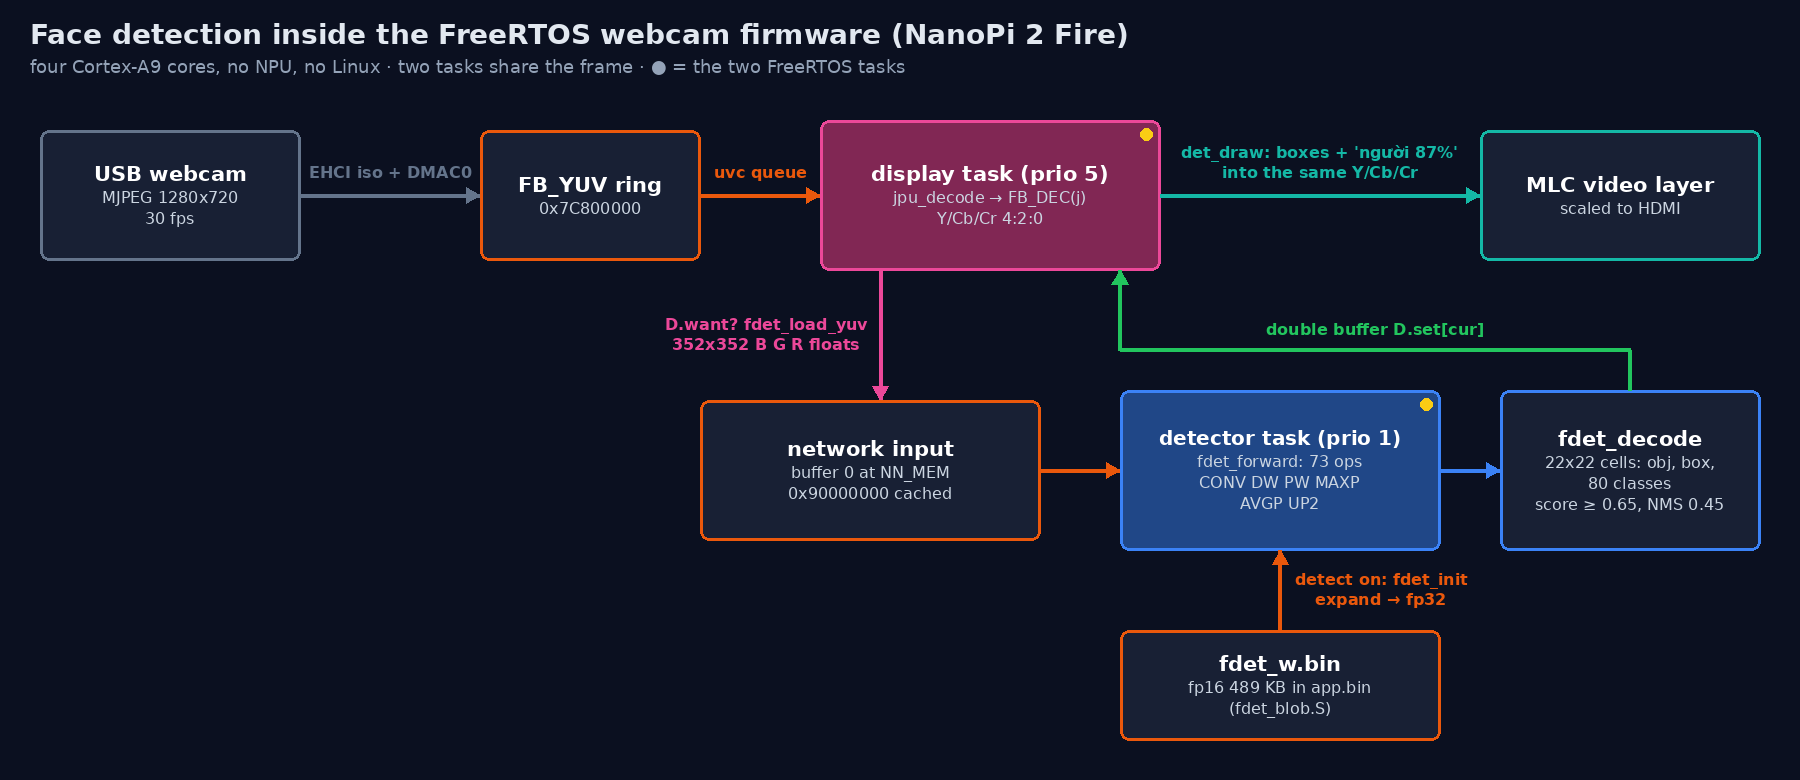 Face detection inside the FreeRTOS webcam firmware (NanoPi 2 Fire)
four Cortex-A9 cores, no NPU, no Linux · two tasks share the frame · ● = the two FreeRTOS tasks
USB webcam
MJPEG 1280x720
30 fps
EHCI iso + DMAC0
FB_YUV ring
0x7C800000
uvc queue
display task (prio 5)
jpu_decode → FB_DEC(j)
Y/Cb/Cr 4:2:0
det_draw: boxes + 'người 87%'
into the same Y/Cb/Cr
MLC video layer
scaled to HDMI
D.want? fdet_load_yuv
352x352 B G R floats
double buffer D.set[cur]
network input
buffer 0 at NN_MEM
0x90000000 cached
detector task (prio 1)
fdet_forward: 73 ops
CONV DW PW MAXP
AVGP UP2
fdet_decode
22x22 cells: obj, box,
80 classes
score ≥ 0.65, NMS 0.45
detect on: fdet_init
expand → fp32
fdet_w.bin
fp16 489 KB in app.bin
(fdet_blob.S)